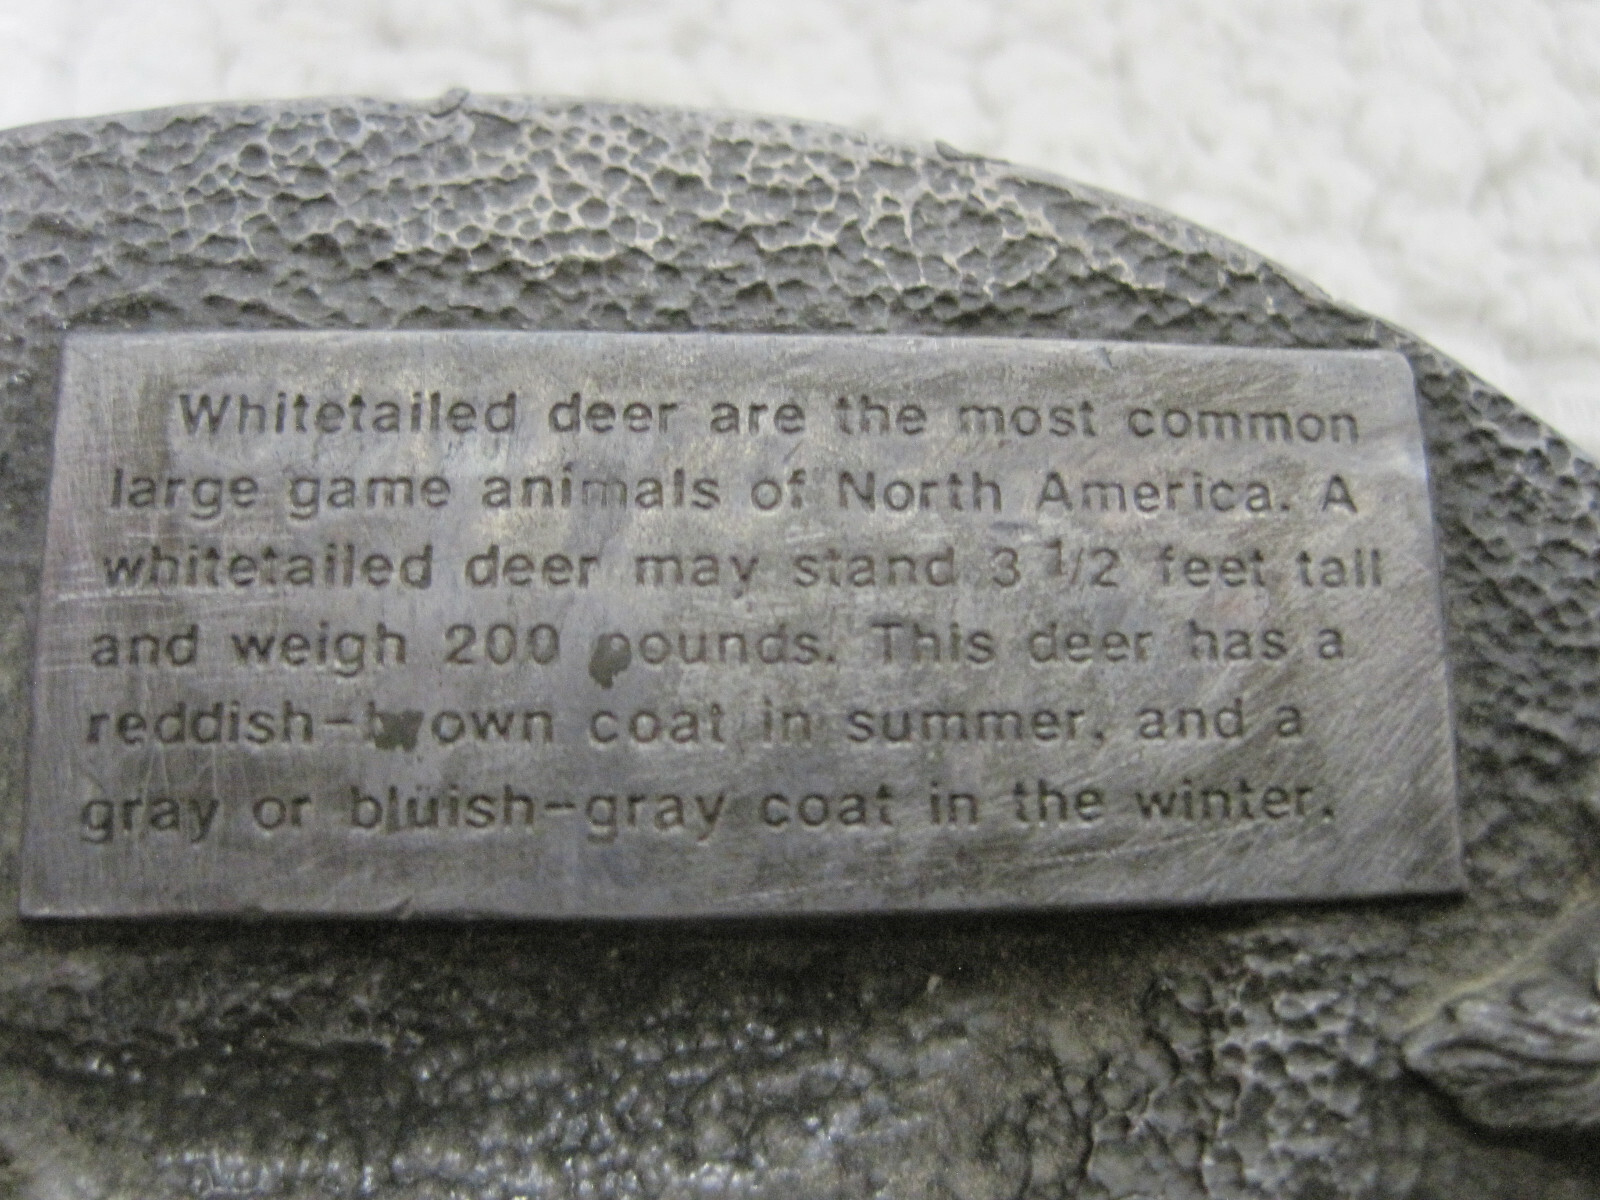 Whitetailed deer are the most common
large game animals of North America. A
whitetailed deer may stand 3 1/2 feet tall
and weigh 200 pounds. This deer has a
reddish-brown coat in summer, and a
gray or bluish-gray coat in the winter.